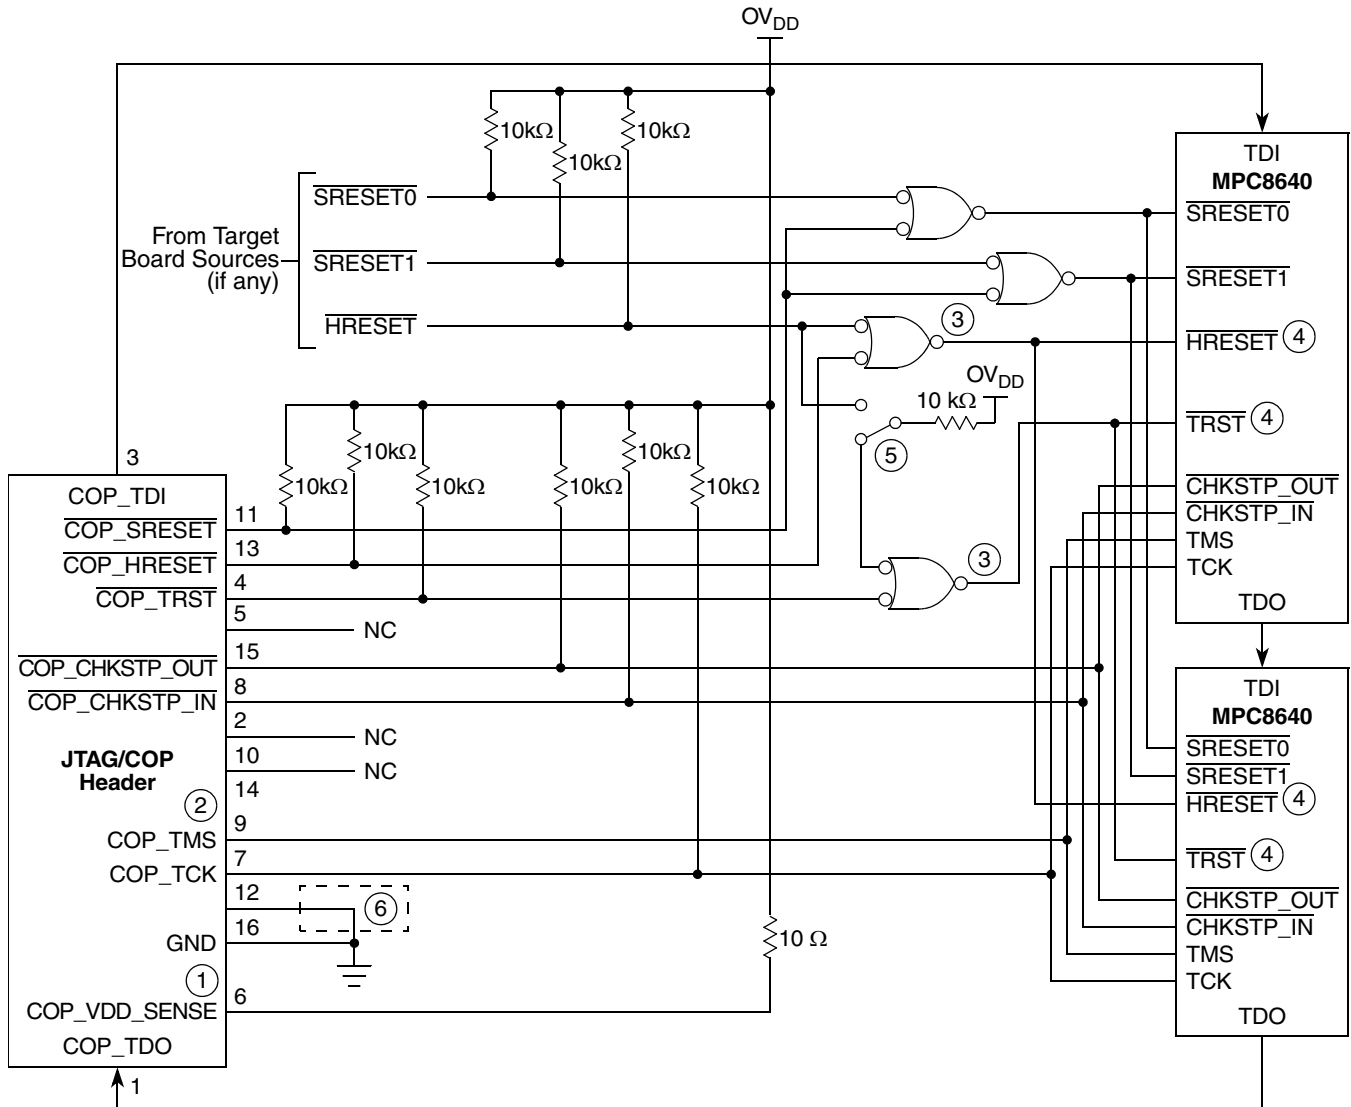 OVDD
10kΩ
10kΩ
10kΩ
From Target
Board Sources
(if any)
SRESET0
SRESET1
HRESET
3
OVDD
10 kΩ
5
3
TDI
MPC8640
SRESET0
SRESET1
HRESET 4
TRST 4
CHKSTP_OUT
CHKSTP_IN
TMS
TCK
TDO
10kΩ
10kΩ
10kΩ
10kΩ
10kΩ
10kΩ
3
COP_TDI
COP_SRESET 11
COP_HRESET 13
COP_TRST 4
5 NC
COP_CHKSTP_OUT 15
COP_CHKSTP_IN 8
2 NC
JTAG/COP
Header
10 NC
14
2
COP_TMS 9
COP_TCK 7
12 6
GND 16
1
COP_VDD_SENSE 6
10 Ω
COP_TDO
1
TDI
MPC8640
SRESET0
SRESET1
HRESET 4
TRST 4
CHKSTP_OUT
CHKSTP_IN
TMS
TCK
TDO